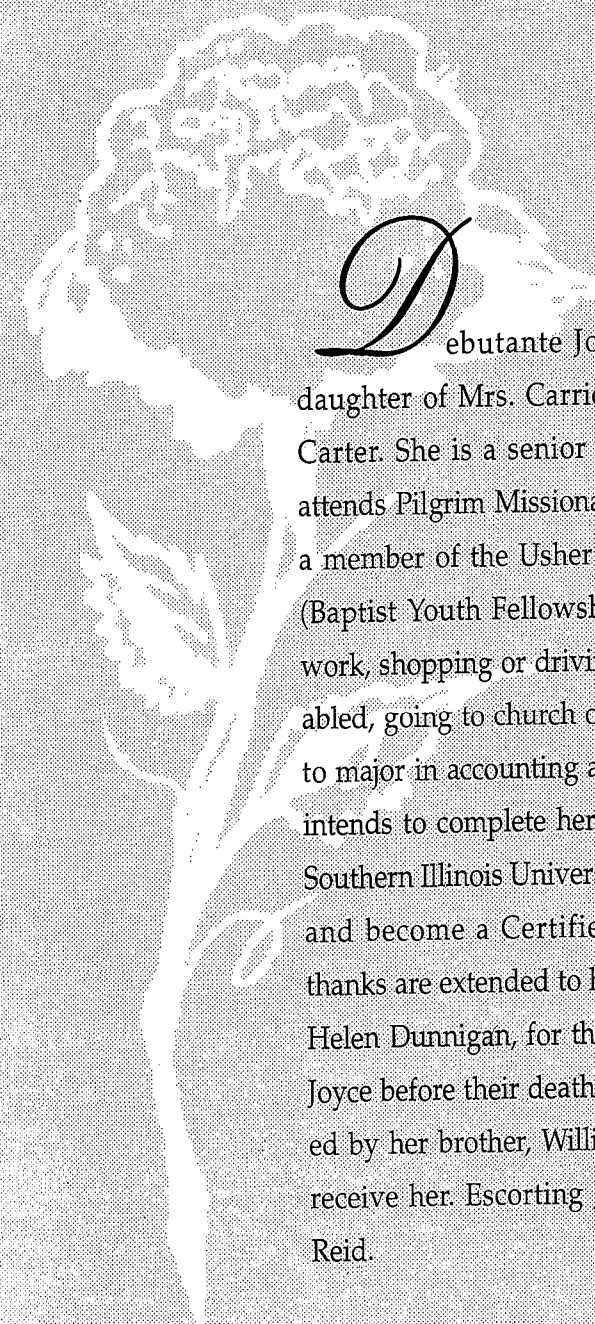 Debutante Jo
daughter of Mrs. Carrie
Carter. She is a senior
attends Pilgrim Missiona
a member of the Usher
(Baptist Youth Fellowsh
work, shopping or drivi
abled, going to church o
to major in accounting a
intends to complete her
Southern Illinois Univer
and become a Certifie
thanks are extended to h
Helen Dunnigan, for th
Joyce before their death
ed by her brother, Willi
receive her. Escorting J
Reid.